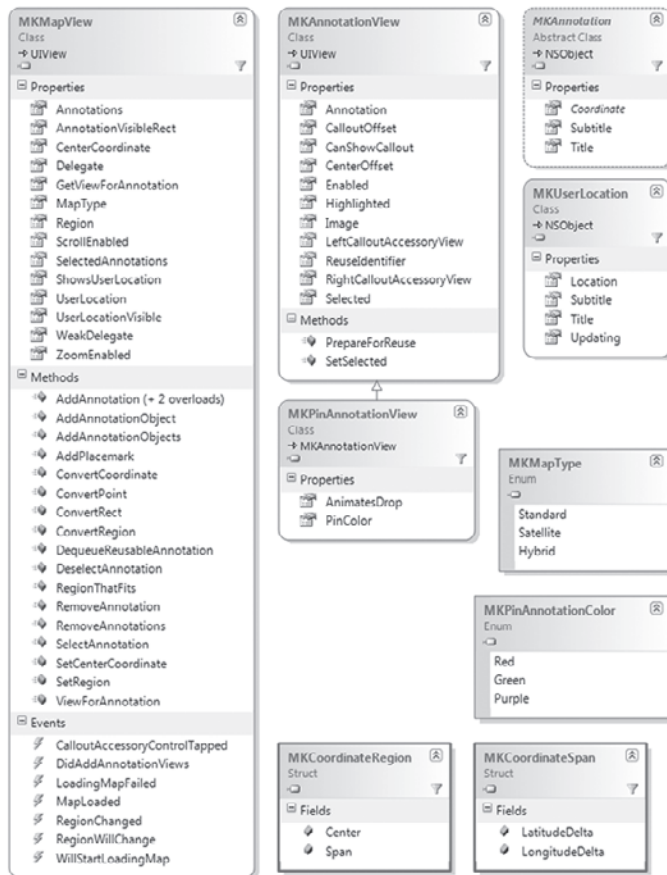 MKMapView
Class
UIView
Properties
Annotations
AnnotationVisibleRect
CenterCoordinate
Delegate
GetViewForAnnotation
MapType
Region
ScrollEnabled
SelectedAnnotations
ShowsUserLocation
UserLocation
UserLocationVisible
WeakDelegate
ZoomEnabled
Methods
AddAnnotation (+ 2 overloads)
AddAnnotationObject
AddAnnotationObjects
AddPlacemark
ConvertCoordinate
ConvertPoint
ConvertRect
ConvertRegion
DequeueReusableAnnotation
DeselectAnnotation
RegionThatFits
RemoveAnnotation
RemoveAnnotations
SelectAnnotation
SetCenterCoordinate
SetRegion
ViewForAnnotation
Events
CalloutAccessoryControlTapped
DidAddAnnotationViews
LoadingMapFailed
MapLoaded
RegionChanged
RegionWillChange
WillStartLoadingMap
MKAnnotationView
Class
UIView
Properties
Annotation
CalloutOffset
CanShowCallout
CenterOffset
Enabled
Highlighted
Image
LeftCalloutAccessoryView
ReuseIdentifier
RightCalloutAccessoryView
Selected
Methods
PrepareForReuse
SetSelected
MKPinAnnotationView
Class
MKAnnotationView
Properties
AnimatesDrop
PinColor
MKAnnotation
Abstract Class
NSObject
Properties
Coordinate
Subtitle
Title
MKUserLocation
Class
NSObject
Properties
Location
Subtitle
Title
Updating
MKMapType
Enum
Standard
Satellite
Hybrid
MKPinAnnotationColor
Enum
Red
Green
Purple
MKCoordinateRegion
Struct
Fields
Center
Span
MKCoordinateSpan
Struct
Fields
LatitudeDelta
LongitudeDelta